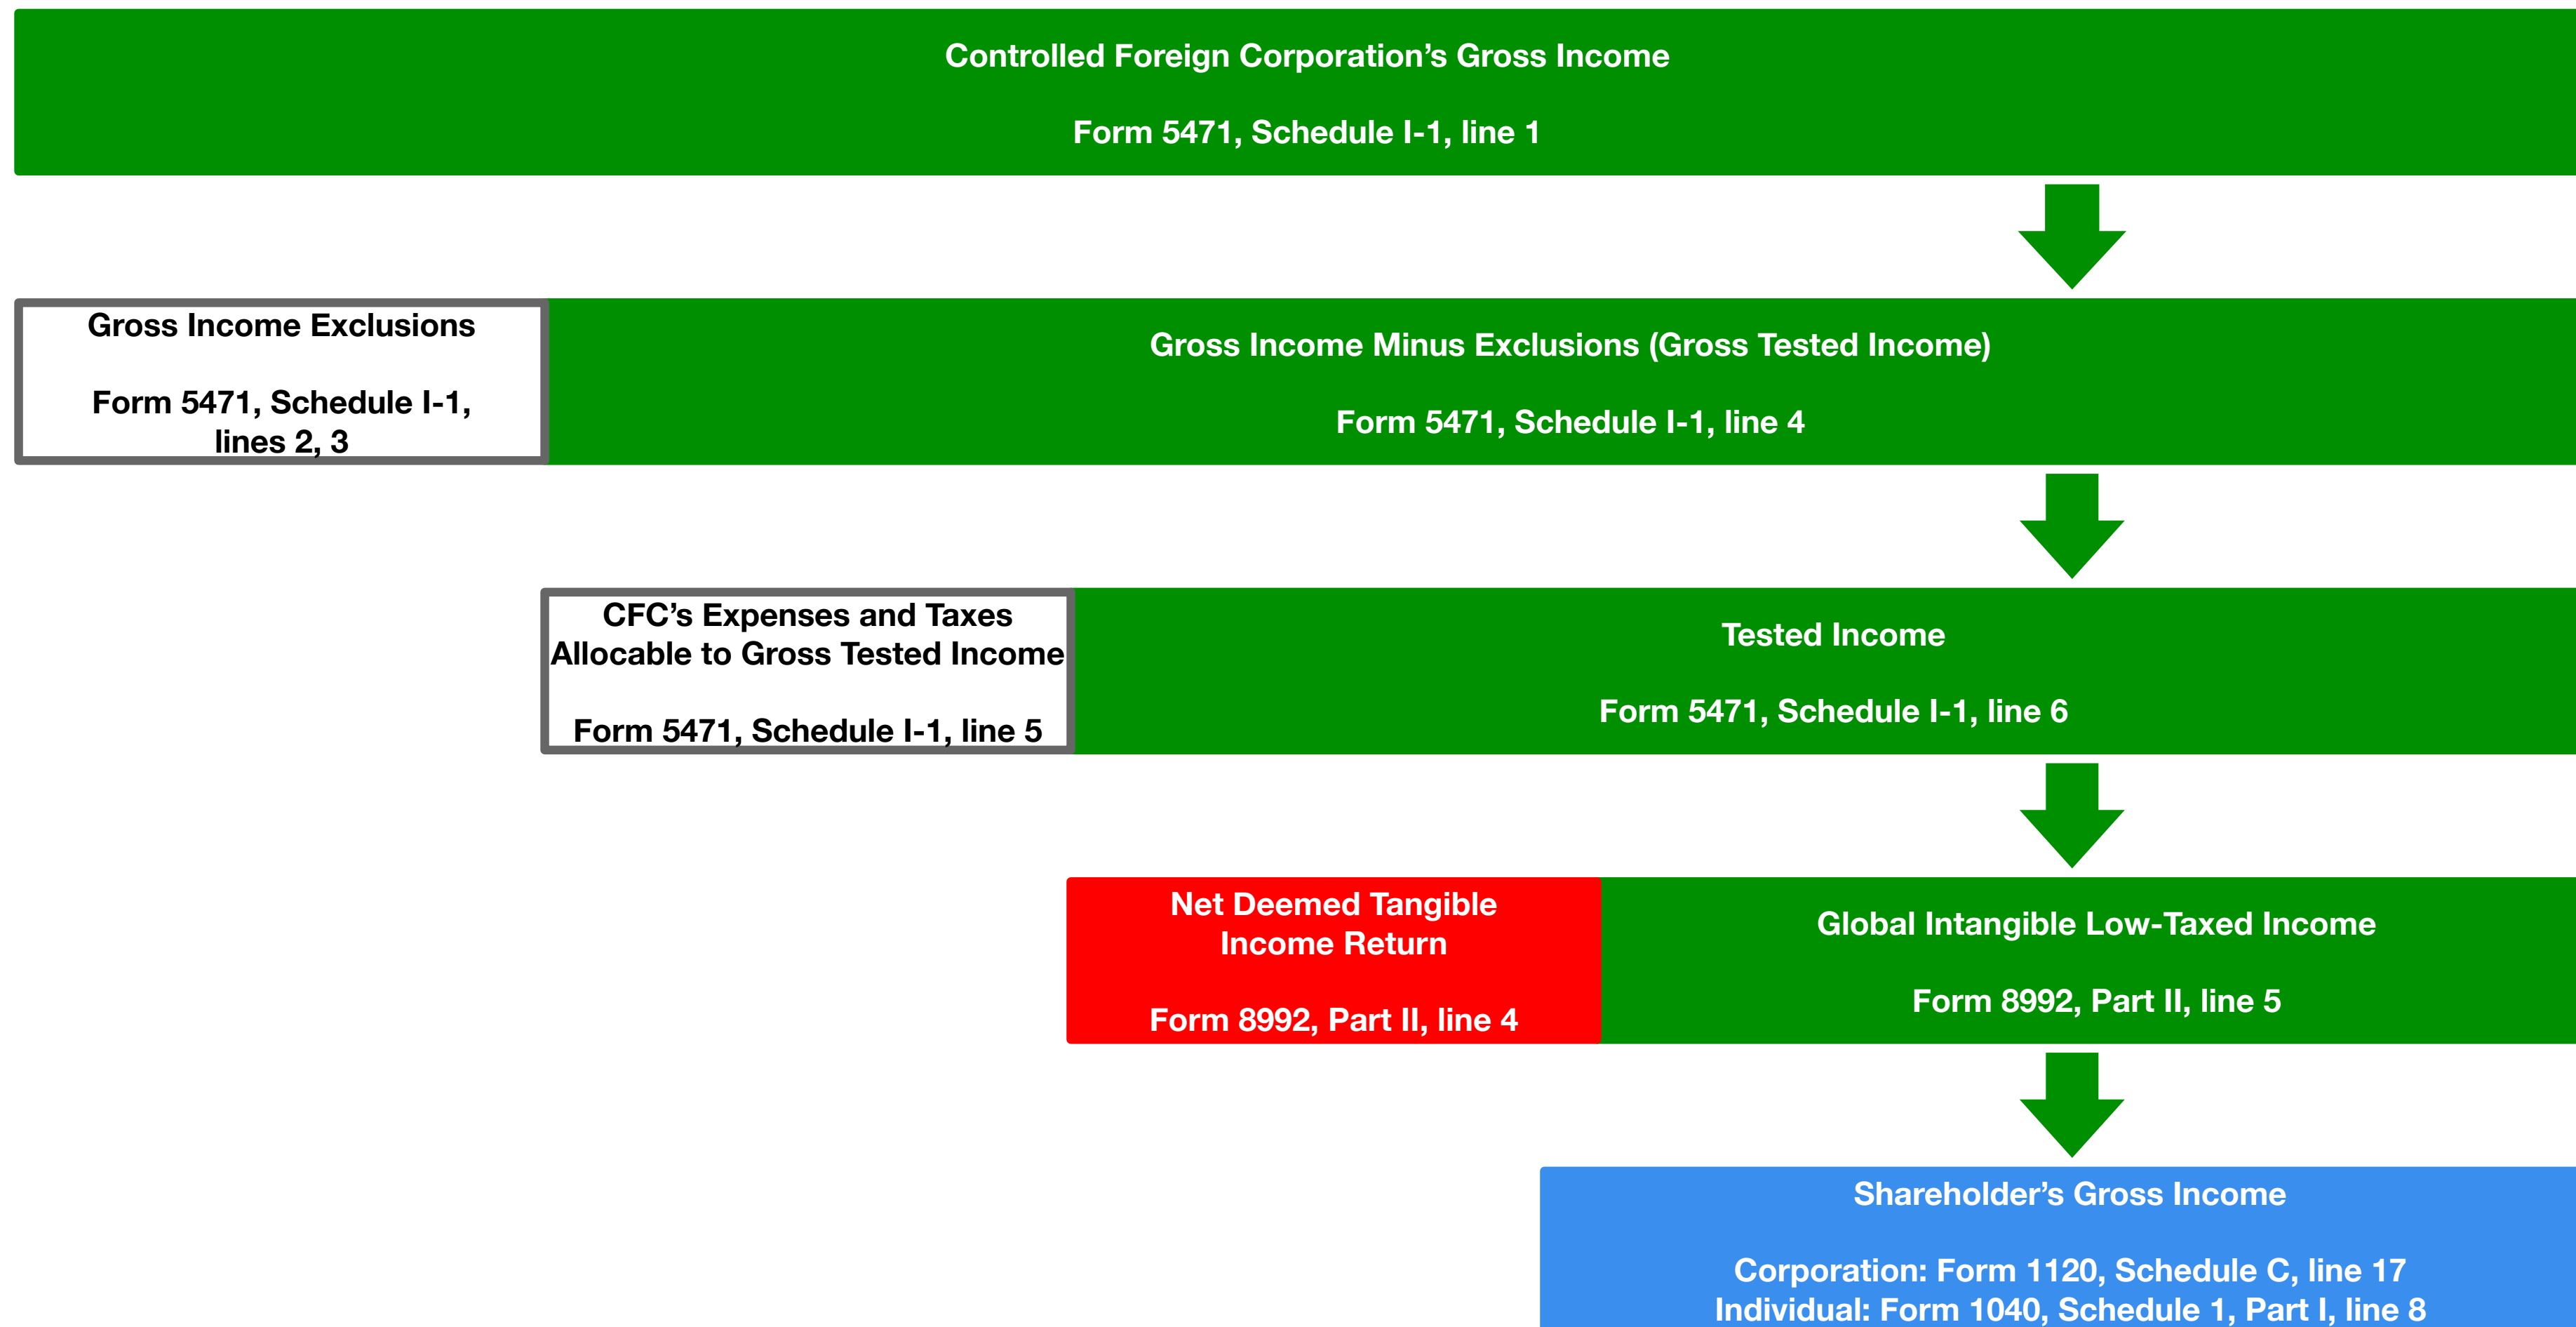 Controlled Foreign Corporation’s Gross Income
Form 5471, Schedule I-1, line 1
Gross Income Exclusions
Form 5471, Schedule I-1,
lines 2, 3
Gross Income Minus Exclusions (Gross Tested Income)
Form 5471, Schedule I-1, line 4
CFC’s Expenses and Taxes
Allocable to Gross Tested Income
Form 5471, Schedule I-1, line 5
Tested Income
Form 5471, Schedule I-1, line 6
Net Deemed Tangible
Income Return
Form 8992, Part II, line 4
Global Intangible Low-Taxed Income
Form 8992, Part II, line 5
Shareholder’s Gross Income
Corporation: Form 1120, Schedule C, line 17
Individual: Form 1040, Schedule 1, Part I, line 8